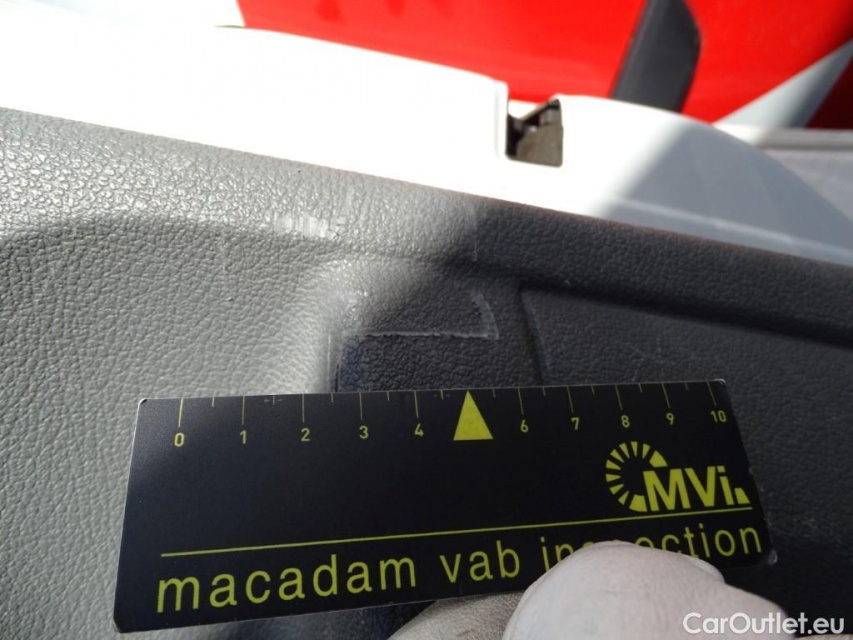 0 1 2 3 4 6 7 8 9 10
MVi
macadam vab inspection
CarOutlet.eu